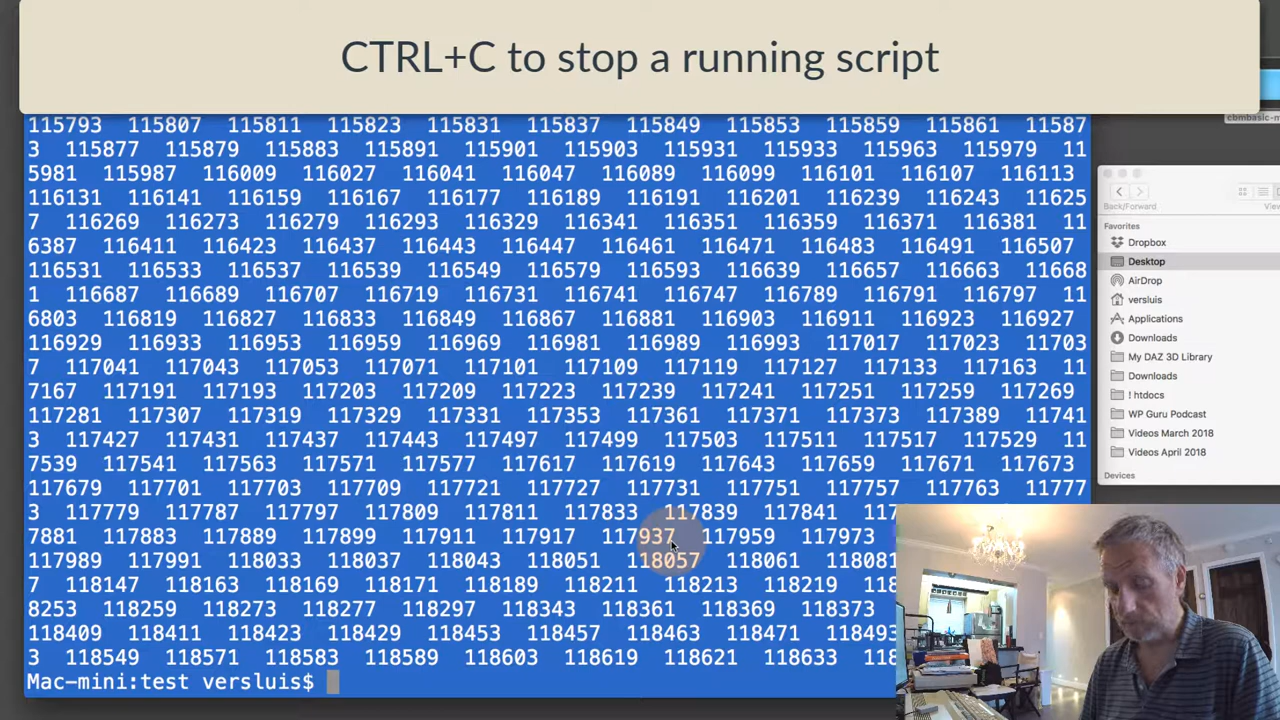 CTRL+C to stop a running script
115793 115807 115811 115823 115831 115837 115849 115853 115859 115861 11587
3 115877 115879 115883 115891 115901 115903 115931 115933 115963 115979 11
5981 115987 116009 116027 116041 116047 116089 116099 116101 116107 116113
116131 116141 116159 116167 116177 116189 116191 116201 116239 116243 11625
7 116269 116273 116279 116293 116329 116341 116351 116359 116371 116381 11
6387 116411 116423 116437 116443 116447 116461 116471 116483 116491 116507
116531 116533 116537 116539 116549 116579 116593 116639 116657 116663 11668
1 116687 116689 116707 116719 116731 116741 116747 116789 116791 116797 11
6803 116819 116827 116833 116849 116867 116881 116903 116911 116923 116927
116929 116933 116953 116959 116969 116981 116989 116993 117017 117023 11703
7 117041 117043 117053 117071 117101 117109 117119 117127 117133 117163 11
7167 117191 117193 117203 117209 117223 117239 117241 117251 117259 117269
117281 117307 117319 117329 117331 117353 117361 117371 117373 117389 11741
3 117427 117431 117437 117443 117497 117499 117503 117511 117517 117529 11
7539 117541 117563 117571 117577 117617 117619 117643 117659 117671 117673
117679 117701 117703 117709 117721 117727 117731 117751 117757 117763 11777
3 117779 117787 117797 117809 117811 117833 117839 117841
7881 117883 117889 117899 117911 117917 117937 117959 117973
117989 117991 118033 118037 118043 118051 118057 118061 118081
7 118147 118163 118169 118171 118189 118211 118213 118219
8253 118259 118273 118277 118297 118343 118361 118369 118373
118409 118411 118423 118429 118453 118457 118463 118471 118493
3 118549 118571 118583 118589 118603 118619 118621 118633
Mac-mini:test versluis$
Back/Forward
Favorites
Dropbox
Desktop
AirDrop
versluis
Applications
Downloads
My DAZ 3D Library
Downloads
! htdocs
WP Guru Podcast
Videos March 2018
Videos April 2018
Devices